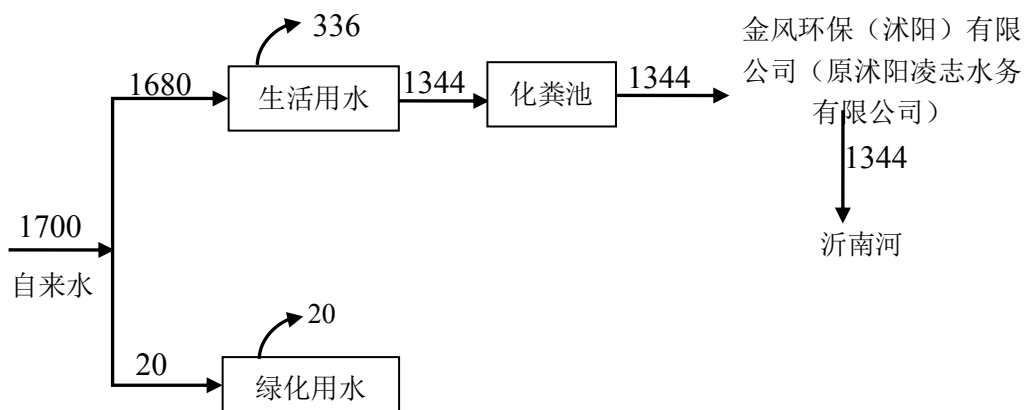 336
金风环保（沭阳）有限
公司（原沭阳凌志水务
有限公司）
1680
生活用水
1344
化粪池
1344
1344
1700
自来水
沂南河
20
20
绿化用水